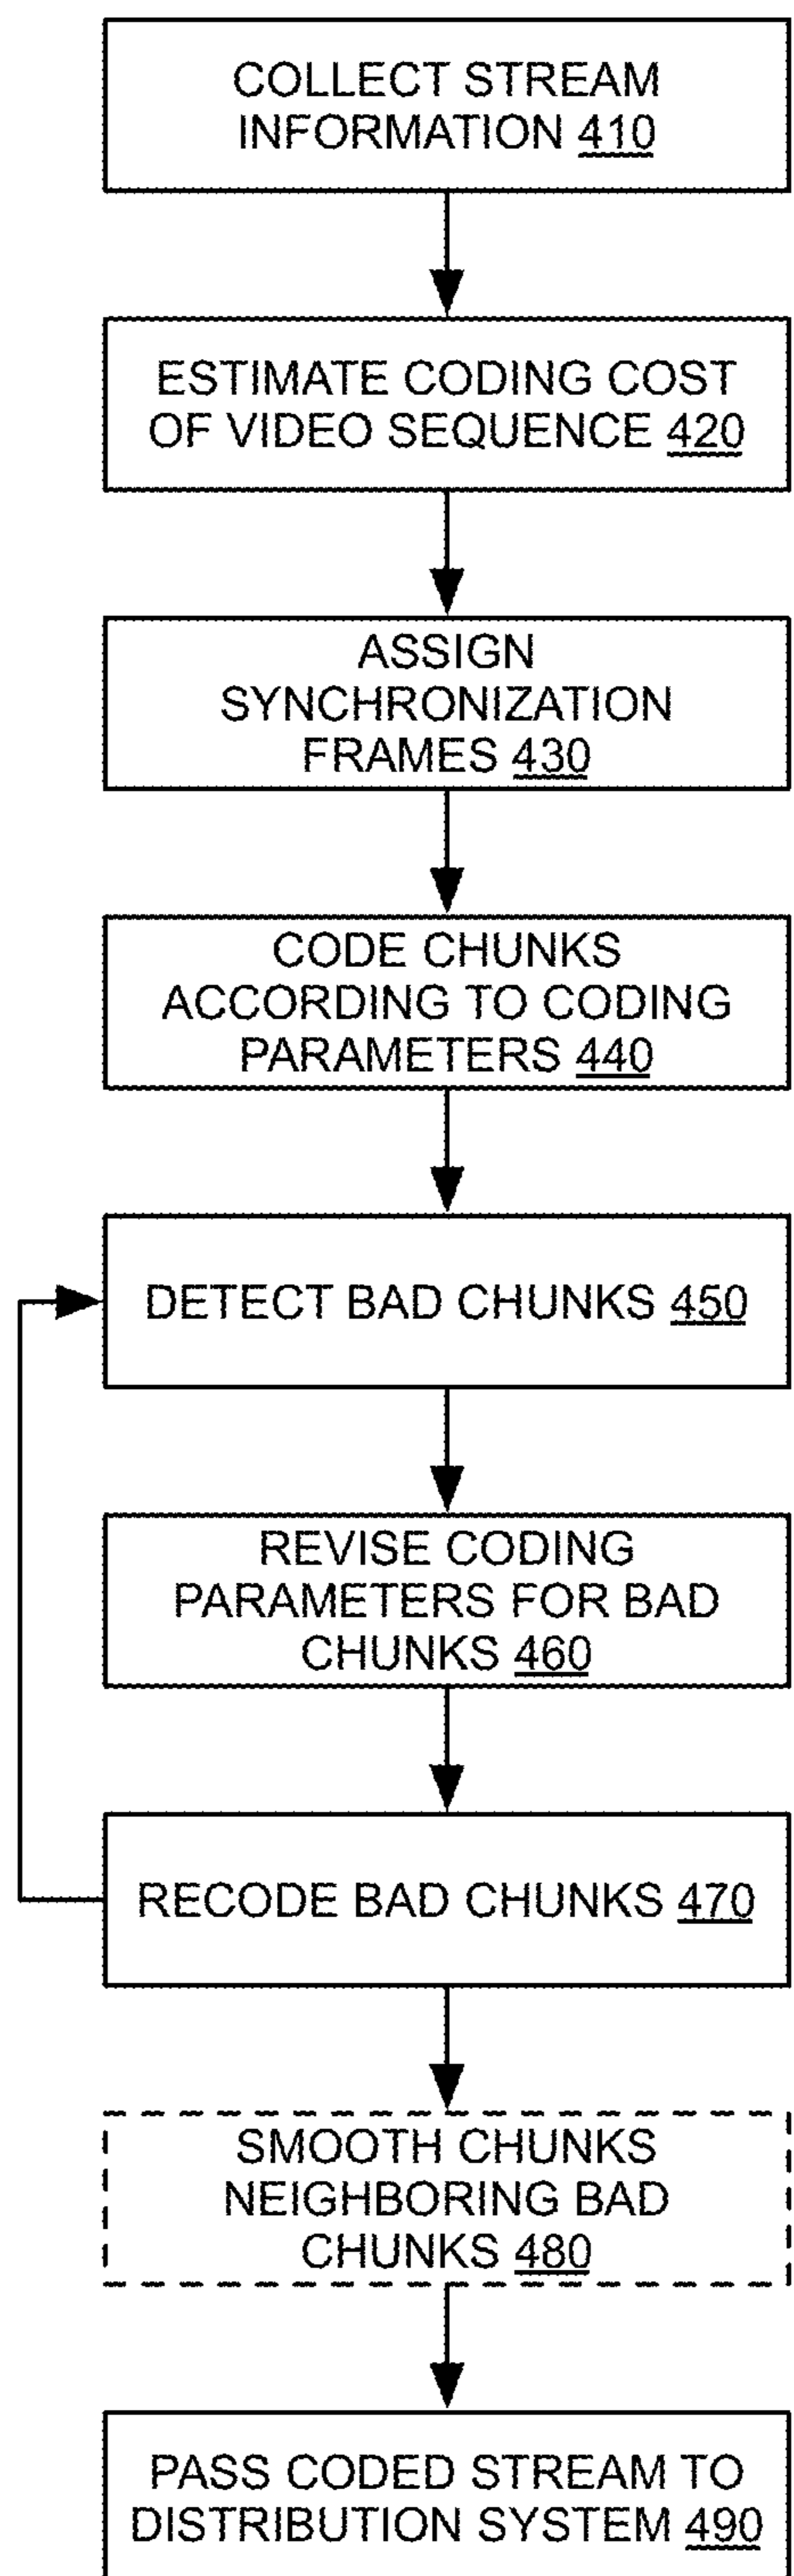 COLLECT STREAM
INFORMATION 410
ESTIMATE CODING COST
OF VIDEO SEQUENCE 420
ASSIGN
SYNCHRONIZATION
FRAMES 430
CODE CHUNKS
ACCORDING TO CODING
PARAMETERS 440
DETECT BAD CHUNKS 450
REVISE CODING
PARAMETERS FOR BAD
CHUNKS 460
RECODE BAD CHUNKS 470
SMOOTH CHUNKS
NEIGHBORING BAD
CHUNKS 480
PASS CODED STREAM TO
DISTRIBUTION SYSTEM 490